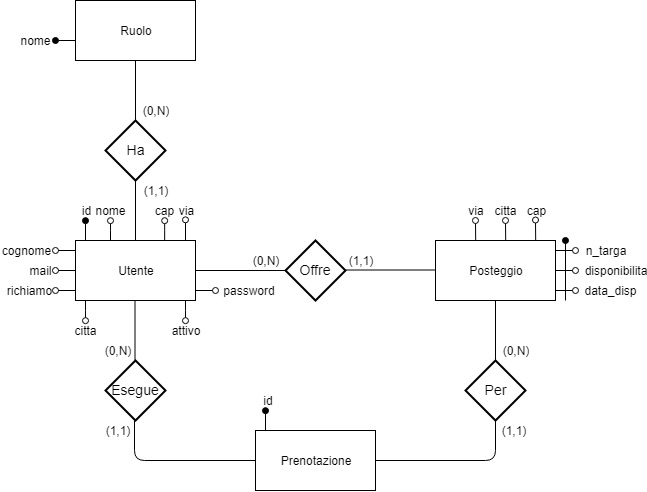 Ruolo
nome
(0,N)
Ha
(1,1)
id nome cap via
via citta cap
cognome
mail
richiamo
Utente
(0,N)
Offre
(1,1)
Posteggio
n_targa
disponibilita
data_disp
password
citta
attivo
(0,N)
(0,N)
Esegue
Per
(1,1)
(1,1)
id
Prenotazione